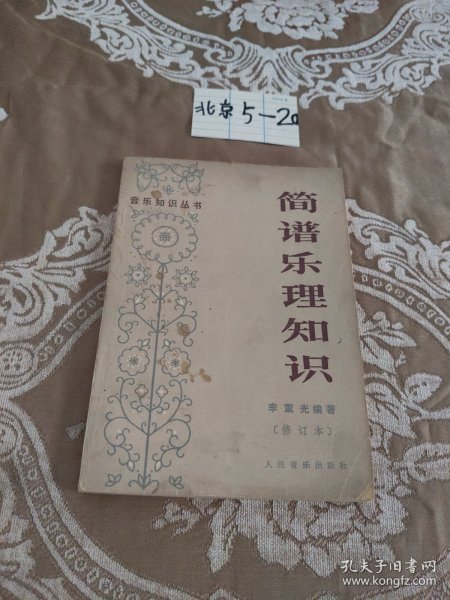 北京5-20
音乐知识丛书
简谱乐理知识
李重光编著
〔修订本〕
人民音乐出版社
孔夫子旧书网
www.kongfz.com